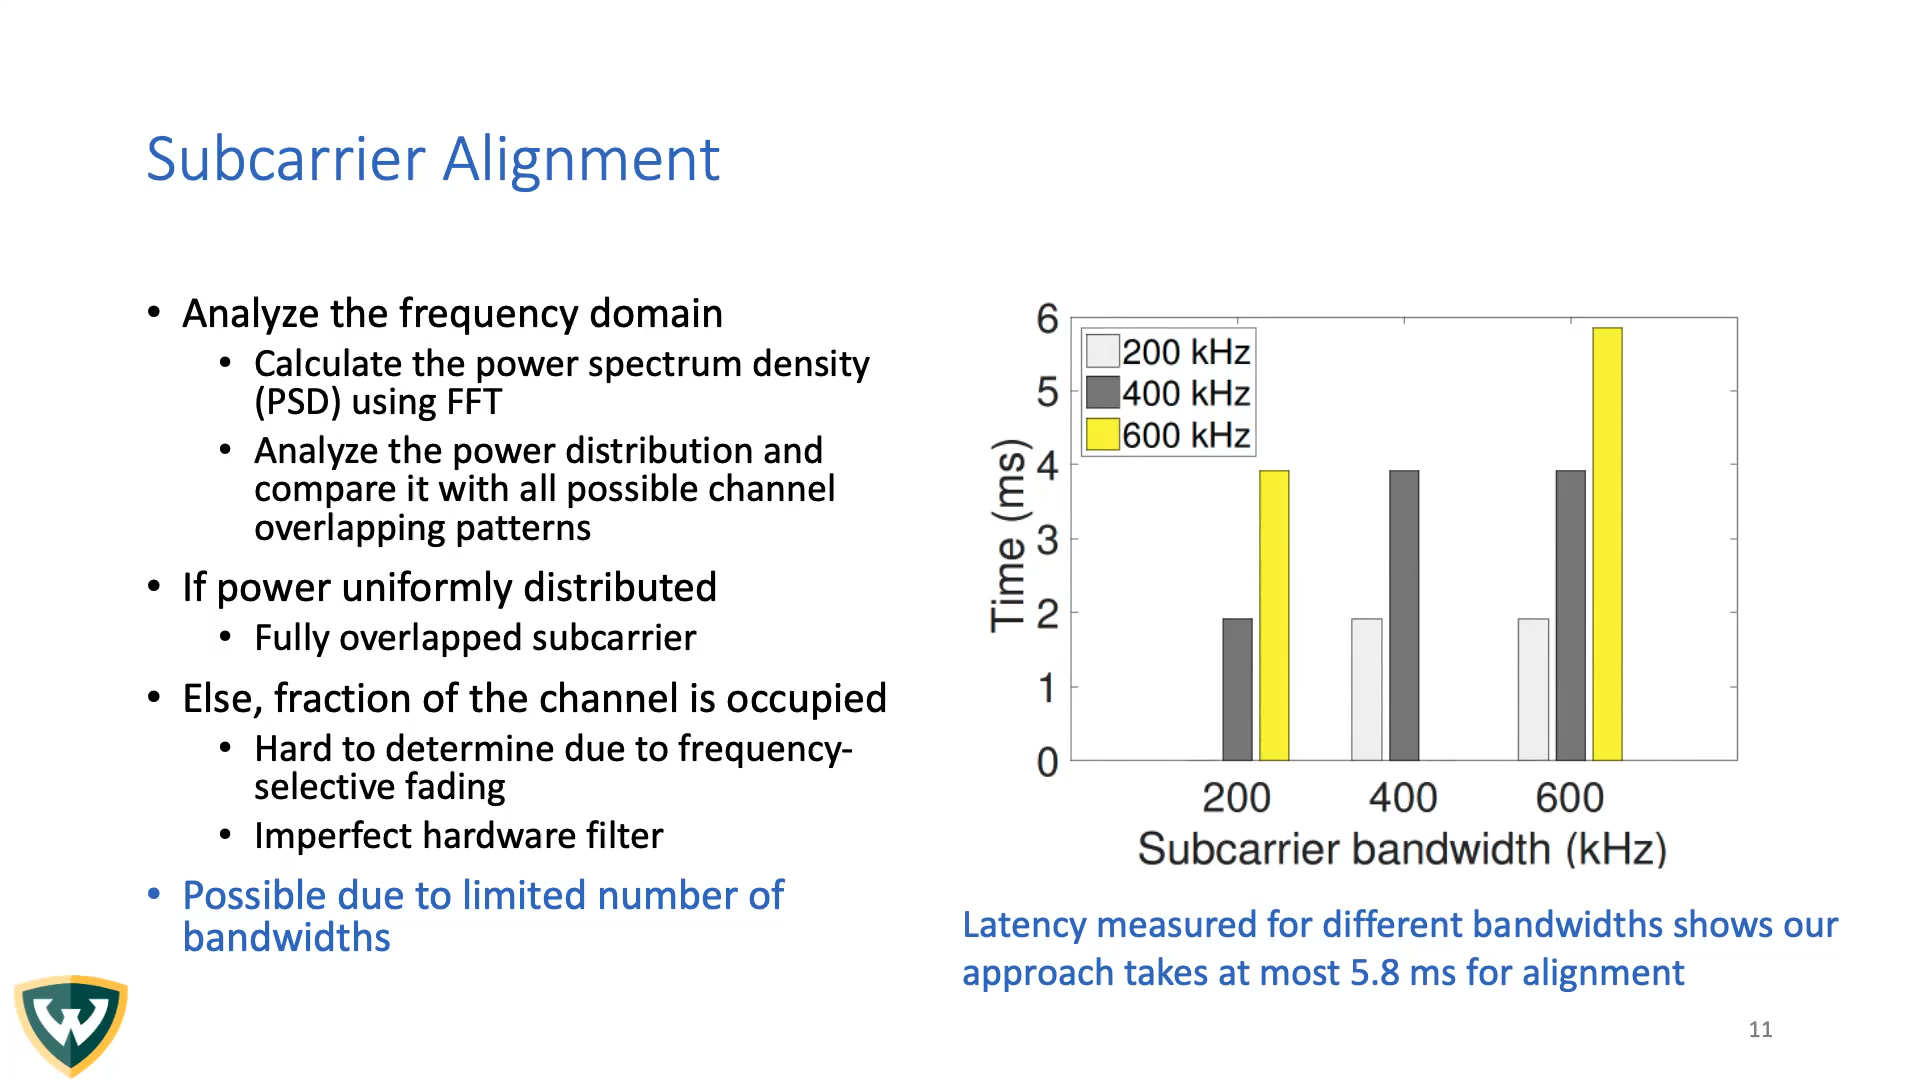 Subcarrier Alignment
• Analyze the frequency domain
• Calculate the power spectrum density
(PSD) using FFT
• Analyze the power distribution and
compare it with all possible channel
overlapping patterns
• If power uniformly distributed
• Fully overlapped subcarrier
• Else, fraction of the channel is occupied
• Hard to determine due to frequency-
selective fading
• Imperfect hardware filter
• Possible due to limited number of
bandwidths
6
5
4
3
2
1
0
Time (ms)
200 kHz
400 kHz
600 kHz
200 400 600
Subcarrier bandwidth (kHz)
Latency measured for different bandwidths shows our
approach takes at most 5.8 ms for alignment
W
11